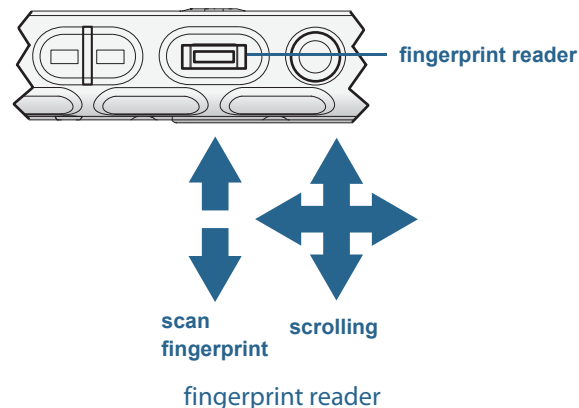 fingerprint reader
scan
fingerprint
scrolling
fingerprint reader